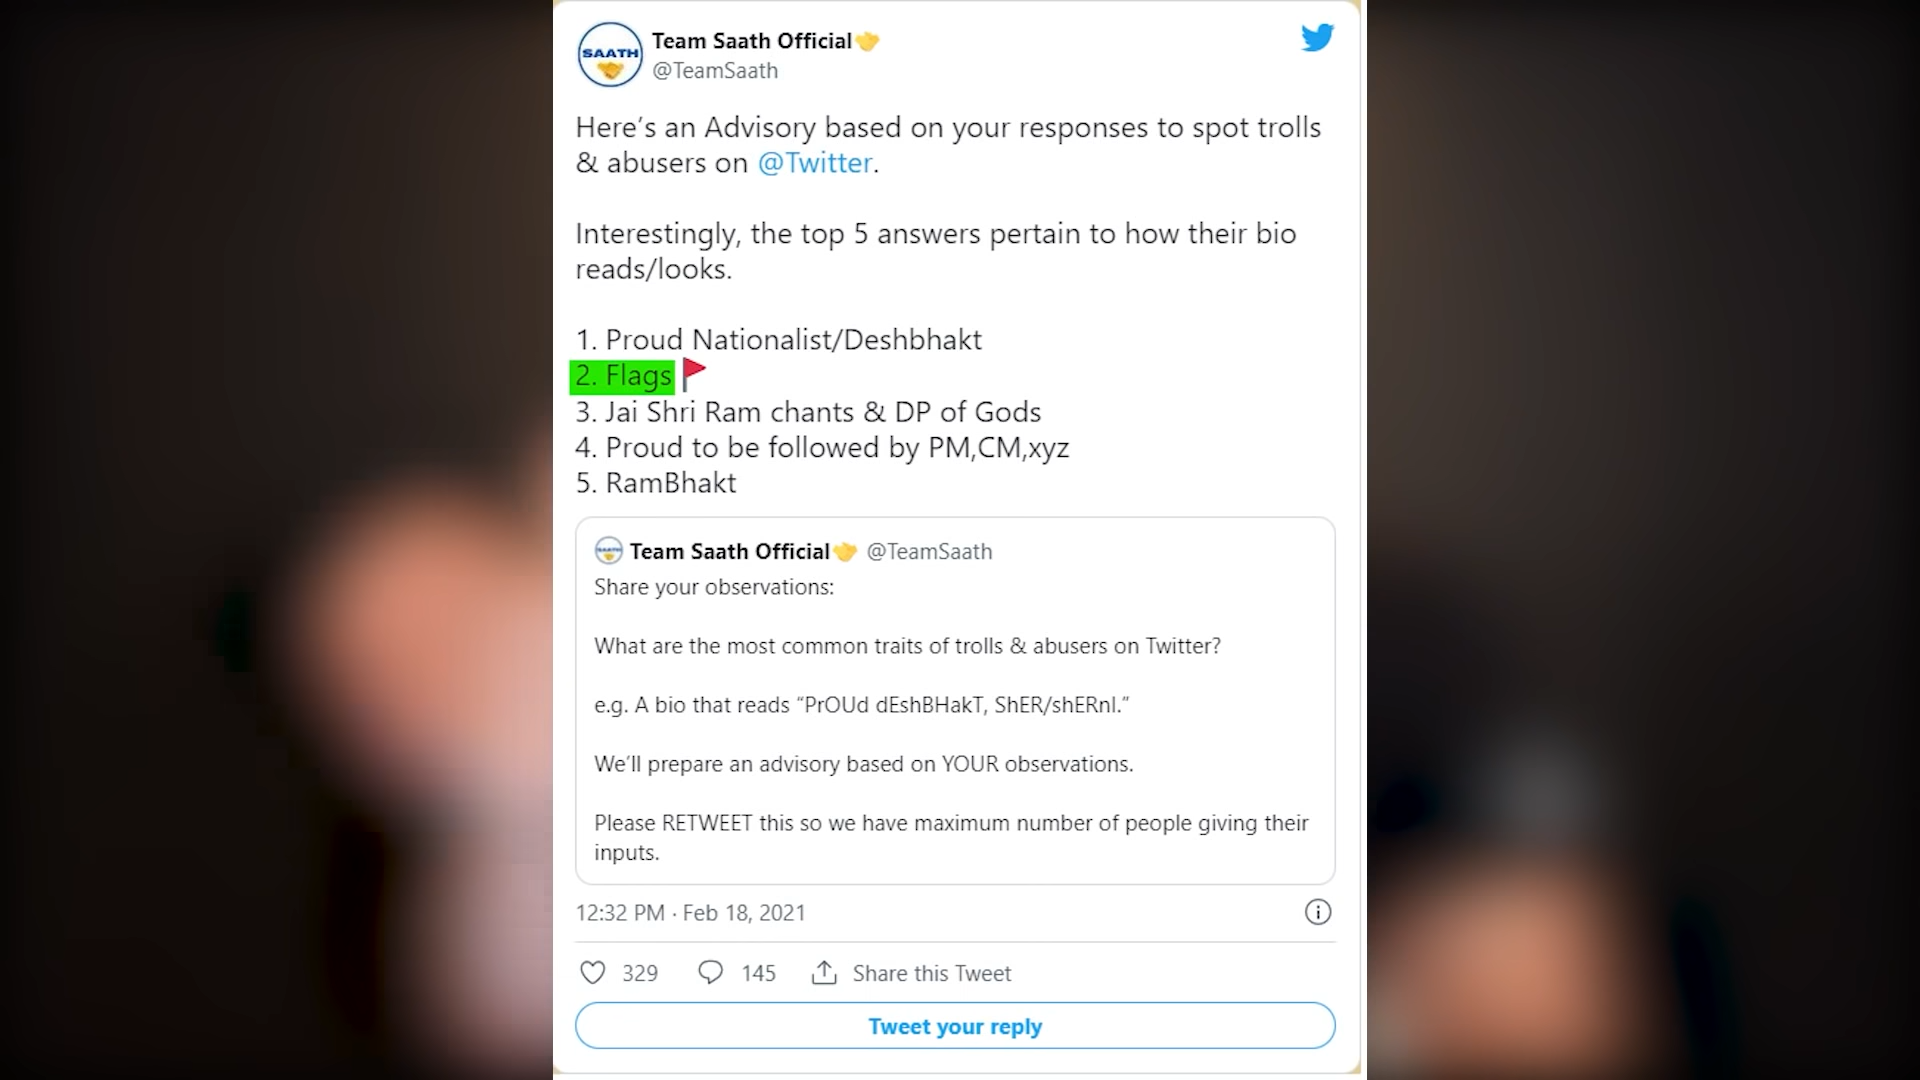 SAATH
Team Saath Official🤝
@TeamSaath
Here’s an Advisory based on your responses to spot trolls
& abusers on @Twitter.
Interestingly, the top 5 answers pertain to how their bio
reads/looks.
1. Proud Nationalist/Deshbhakt
2. Flags 🚩
3. Jai Shri Ram chants & DP of Gods
4. Proud to be followed by PM,CM,xyz
5. RamBhakt
Team Saath Official🤝 @TeamSaath
Share your observations:
What are the most common traits of trolls & abusers on Twitter?
e.g. A bio that reads “PrOUd dEshBHakT, ShER/shERnI.”
We’ll prepare an advisory based on YOUR observations.
Please RETWEET this so we have maximum number of people giving their
inputs.
12:32 PM · Feb 18, 2021
329 145 Share this Tweet
Tweet your reply